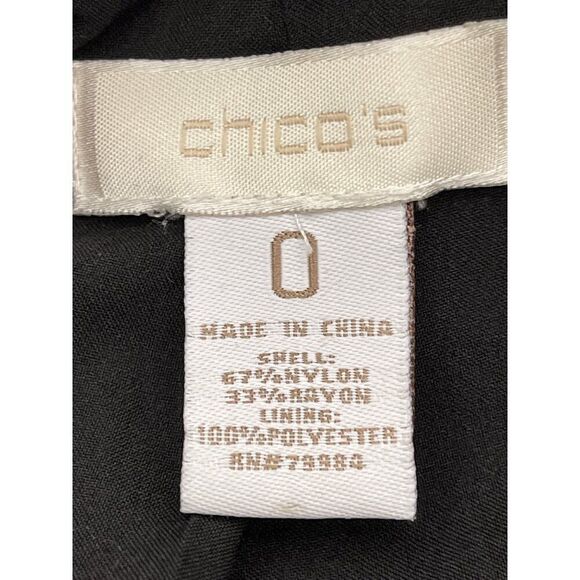 chico's
0
MADE IN CHINA
SHELL:
67%NYLON
33%RAYON
LINING:
100%POLYESTER
RN#79984